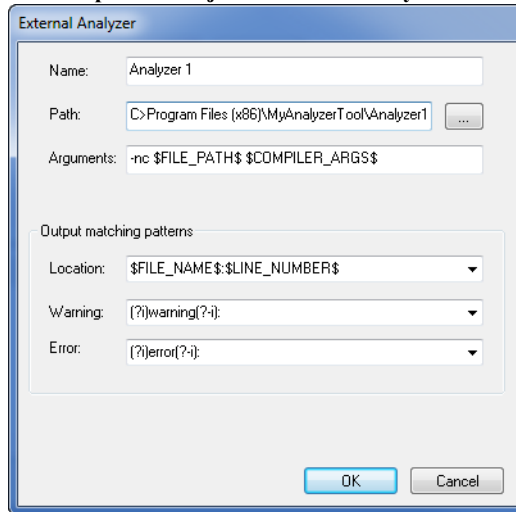 External Analyzer
Name: Analyzer 1
Path: C>Program Files (x86)\MyAnalyzerTool\Analyzer1 ...
Arguments: -nc $FILE_PATH$ $COMPILER_ARGS$
Output matching patterns
Location: $FILE_NAME$:$LINE_NUMBER$
Warning: (?i)warning(?-i):
Error: (?i)error(?-i):
OK Cancel